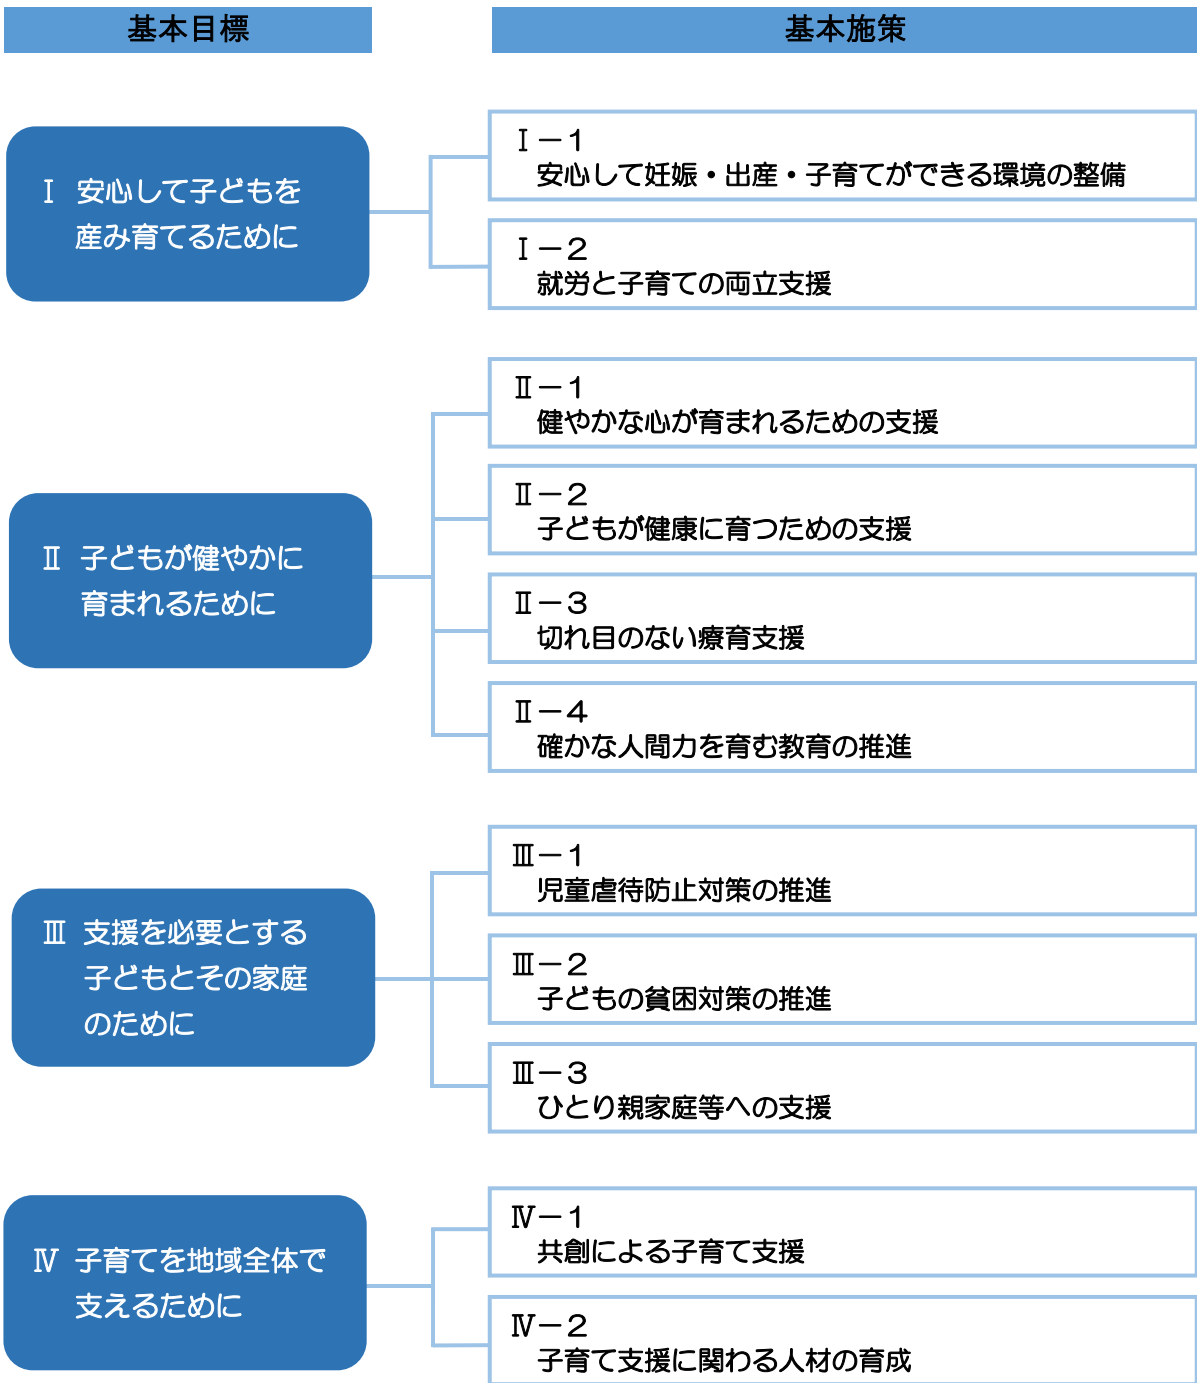 基本目標
基本施策
Ⅰ 安心して子どもを
産み育てるために
Ⅰ－１
安心して妊娠・出産・子育てができる環境の整備
Ⅰ－２
就労と子育ての両立支援
Ⅱ 子どもが健やかに
育まれるために
Ⅱ－１
健やかな心が育まれるための支援
Ⅱ－２
子どもが健康に育つための支援
Ⅱ－３
切れ目のない療育支援
Ⅱ－４
確かな人間力を育む教育の推進
Ⅲ 支援を必要とする
子どもとその家庭
のために
Ⅲ－１
児童虐待防止対策の推進
Ⅲ－２
子どもの貧困対策の推進
Ⅲ－３
ひとり親家庭等への支援
Ⅳ 子育てを地域全体で
支えるために
Ⅳ－１
共創による子育て支援
Ⅳ－２
子育て支援に関わる人材の育成